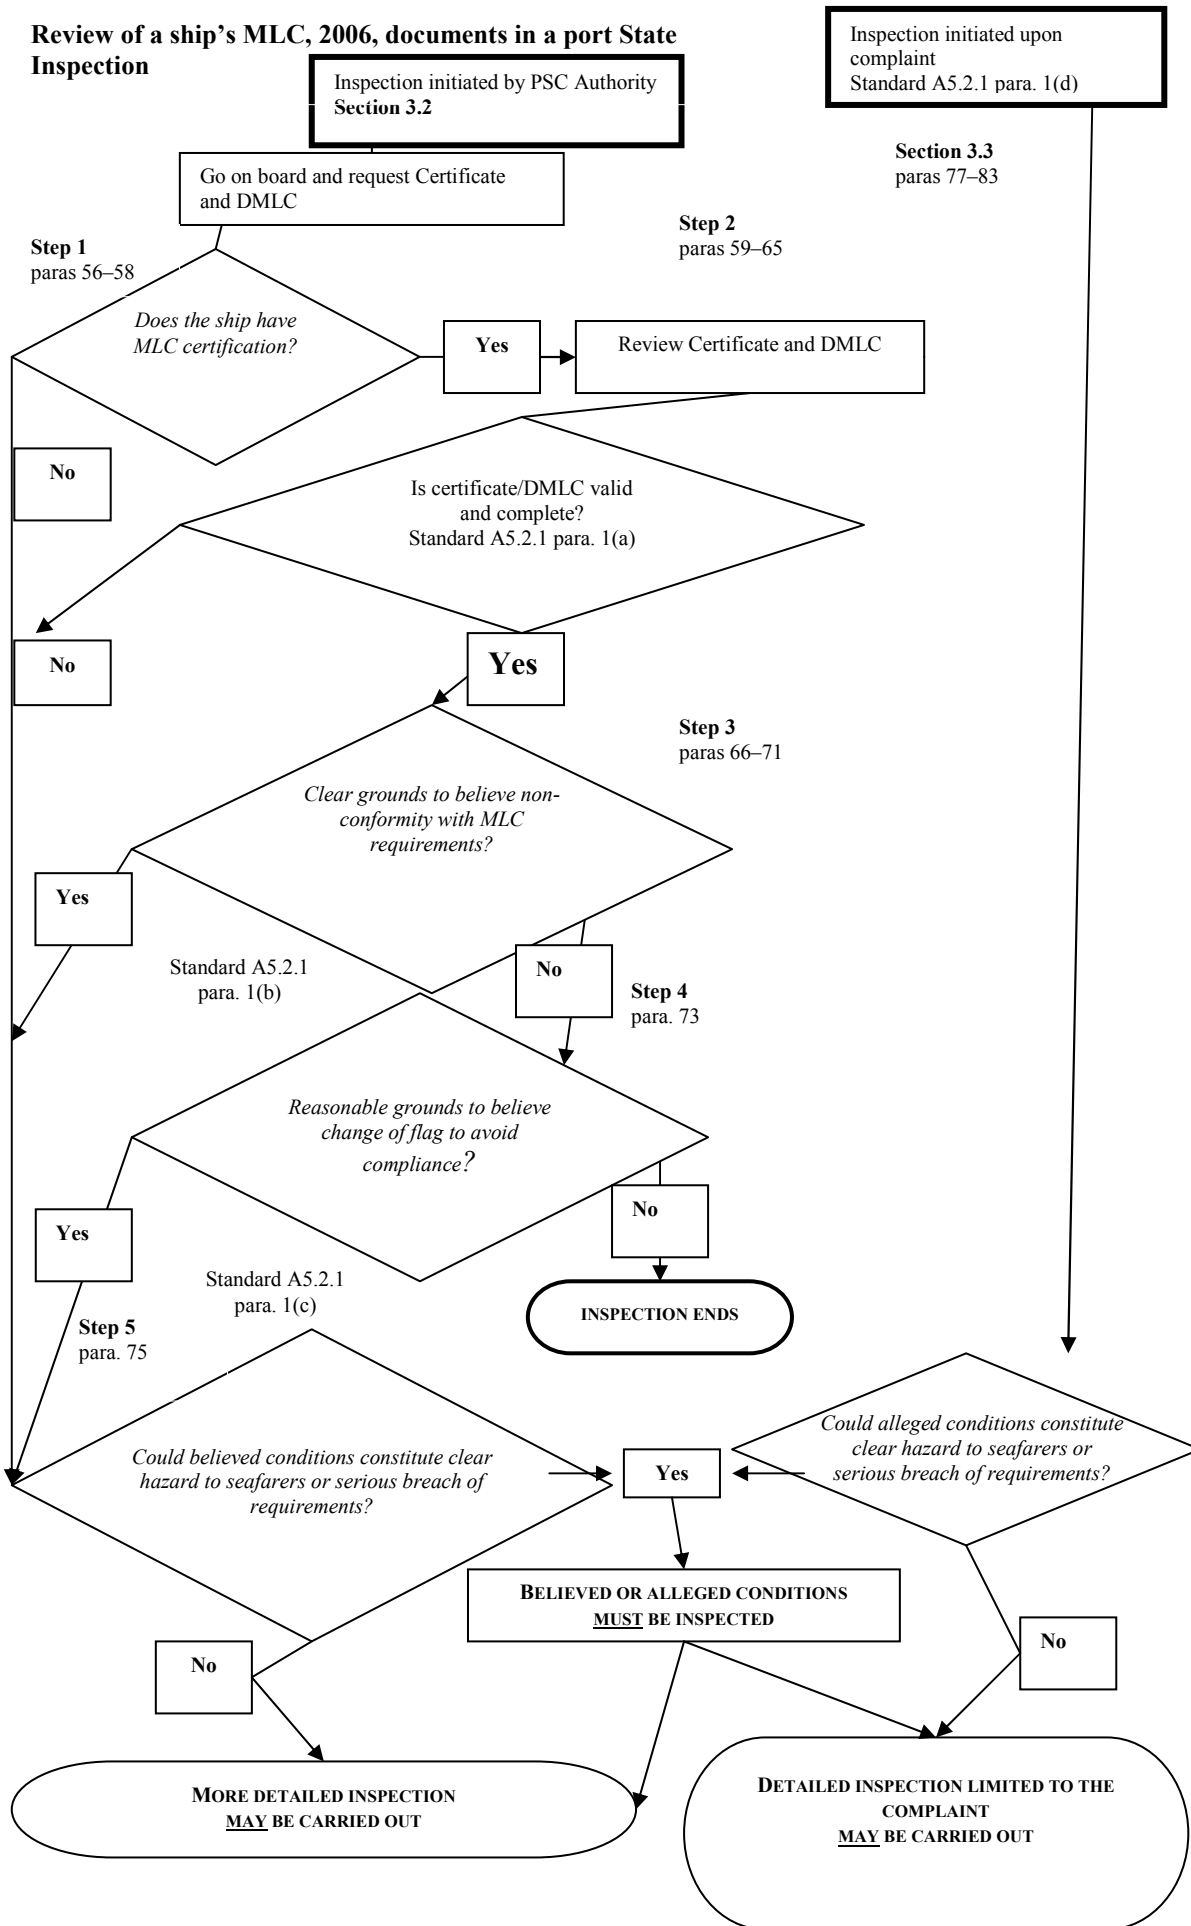 Review of a ship's MLC, 2006, documents in a port State
Inspection
Inspection initiated by PSC Authority
Section 3.2
Inspection initiated upon
complaint
Standard A5.2.1 para. 1(d)
Section 3.3
paras 77–83
Go on board and request Certificate
and DMLC
Step 1
paras 56–58
Step 2
paras 59–65
Does the ship have
MLC certification?
Yes
Review Certificate and DMLC
No
Is certificate/DMLC valid
and complete?
Standard A5.2.1 para. 1(a)
No
Yes
Step 3
paras 66–71
Clear grounds to believe non-
conformity with MLC
requirements?
Yes
Standard A5.2.1
para. 1(b)
No
Step 4
para. 73
Reasonable grounds to believe
change of flag to avoid
compliance?
Yes
No
Standard A5.2.1
para. 1(c)
INSPECTION ENDS
Step 5
para. 75
Could believed conditions constitute clear
hazard to seafarers or serious breach of
requirements?
Yes
Could alleged conditions constitute
clear hazard to seafarers or
serious breach of requirements?
BELIEVED OR ALLEGED CONDITIONS
MUST BE INSPECTED
No
No
MORE DETAILED INSPECTION
MAY BE CARRIED OUT
DETAILED INSPECTION LIMITED TO THE
COMPLAINT
MAY BE CARRIED OUT